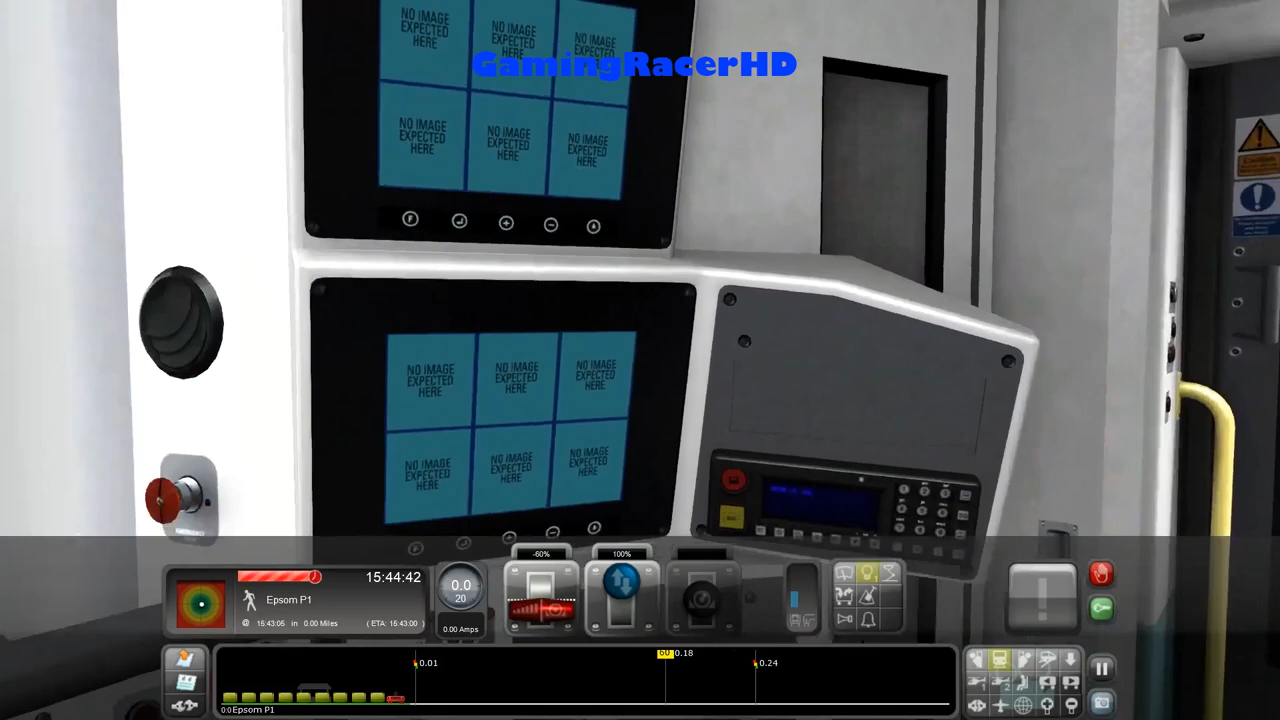 GamingRacerHD
NO IMAGE EXPECTED HERE
NO IMAGE EXPECTED HERE
NO IMAGE EXPECTED HERE
NO IMAGE EXPECTED HERE
NO IMAGE EXPECTED HERE
NO IMAGE EXPECTED HERE
F
NO IMAGE EXPECTED HERE
NO IMAGE EXPECTED HERE
NO IMAGE EXPECTED HERE
NO IMAGE EXPECTED HERE
NO IMAGE EXPECTED HERE
NO IMAGE EXPECTED HERE
-60%
100%
15:44:42
Epsom P1
@ 15:43:05 in 0.00 Miles ( ETA: 15:43:00 )
0.0
20
0.00 Amps
0.01
60 0.18
0.24
0.0 Epsom P1
1
2